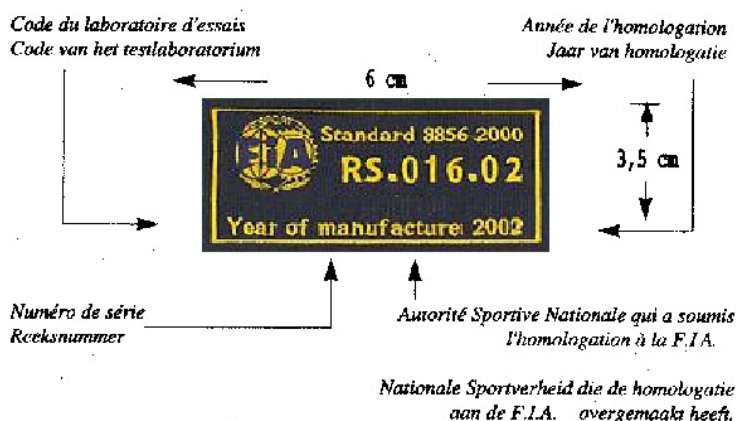 Code du laboratoire d'essais
Code van het testlaboratorium
Année de l'homologation
Jaar van homologatie
6 cm
FIA
Standard 8856-2000
RS.016.02
Year of manufacture: 2002
3,5 cm
Numéro de série
Reeksnummer
Autorité Sportive Nationale qui a soumis
l'homologation à la F.I.A.
Nationale Sportverheid die de homologatie
aan de F.I.A. overgemaakt heeft.